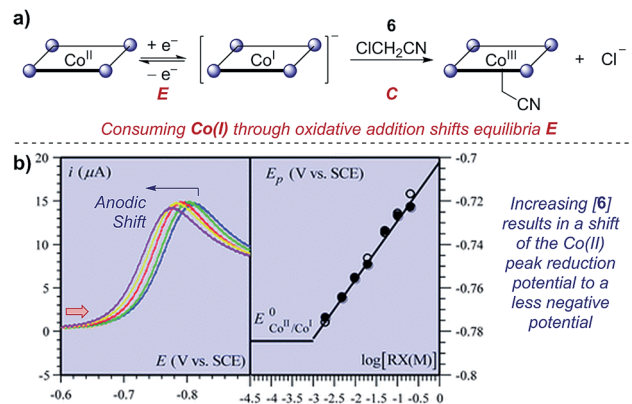 a)
Co^II
+ e⁻
− e⁻
E
Co^I
−
6
ClCH₂CN
C
Co^III
CN
+ Cl⁻
Consuming Co(I) through oxidative addition shifts equilibria E
b)
20
15
10
5
0
-5
i (μA)
Anodic
Shift
E (V vs. SCE)
-0.6
-0.7
-0.8
-0.9
E_p (V vs. SCE)
E⁰ Co^II/Co^I
log[RX(M)]
-4.5 -4 -3.5 -3 -2.5 -2 -1.5 -1 -0.5 0
-0.7
-0.72
-0.74
-0.76
-0.78
-0.8
Increasing [6]
results in a shift
of the Co(II)
peak reduction
potential to a
less negative
potential